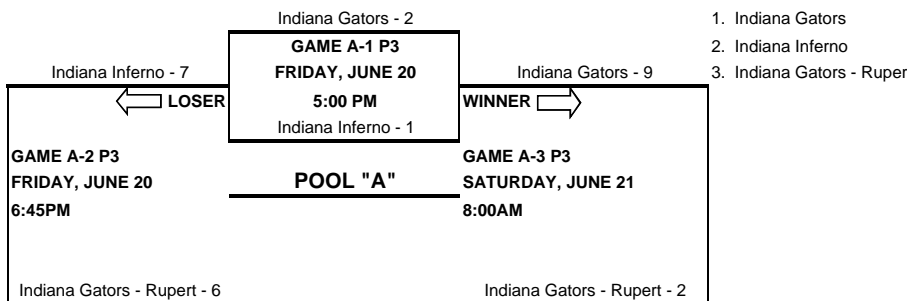 Indiana Gators - 2
1. Indiana Gators
GAME A-1 P3
2. Indiana Inferno
Indiana Inferno - 7
FRIDAY, JUNE 20
Indiana Gators - 9
3. Indiana Gators - Ruper
LOSER
5:00 PM
WINNER
Indiana Inferno - 1
GAME A-2 P3
GAME A-3 P3
FRIDAY, JUNE 20
POOL "A"
SATURDAY, JUNE 21
6:45PM
8:00AM
Indiana Gators - Rupert - 6
Indiana Gators - Rupert - 2